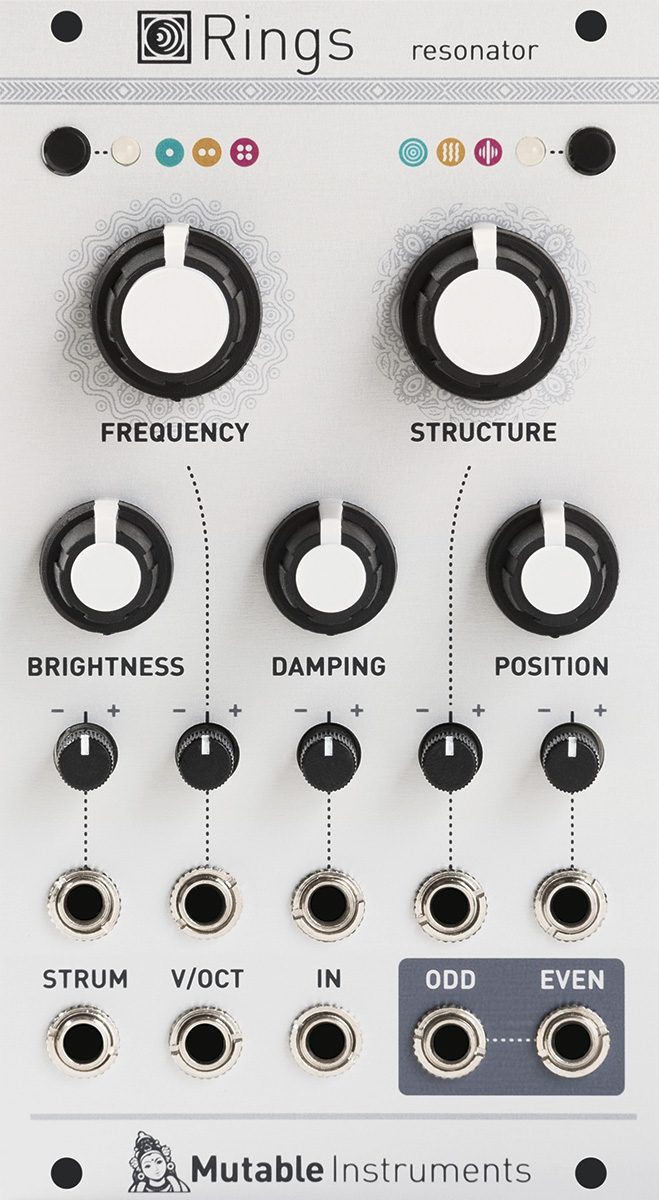 Rings resonator
FREQUENCY STRUCTURE
BRIGHTNESS DAMPING POSITION
− + − + − + − + − +
STRUM V/OCT IN ODD EVEN
Mutable Instruments